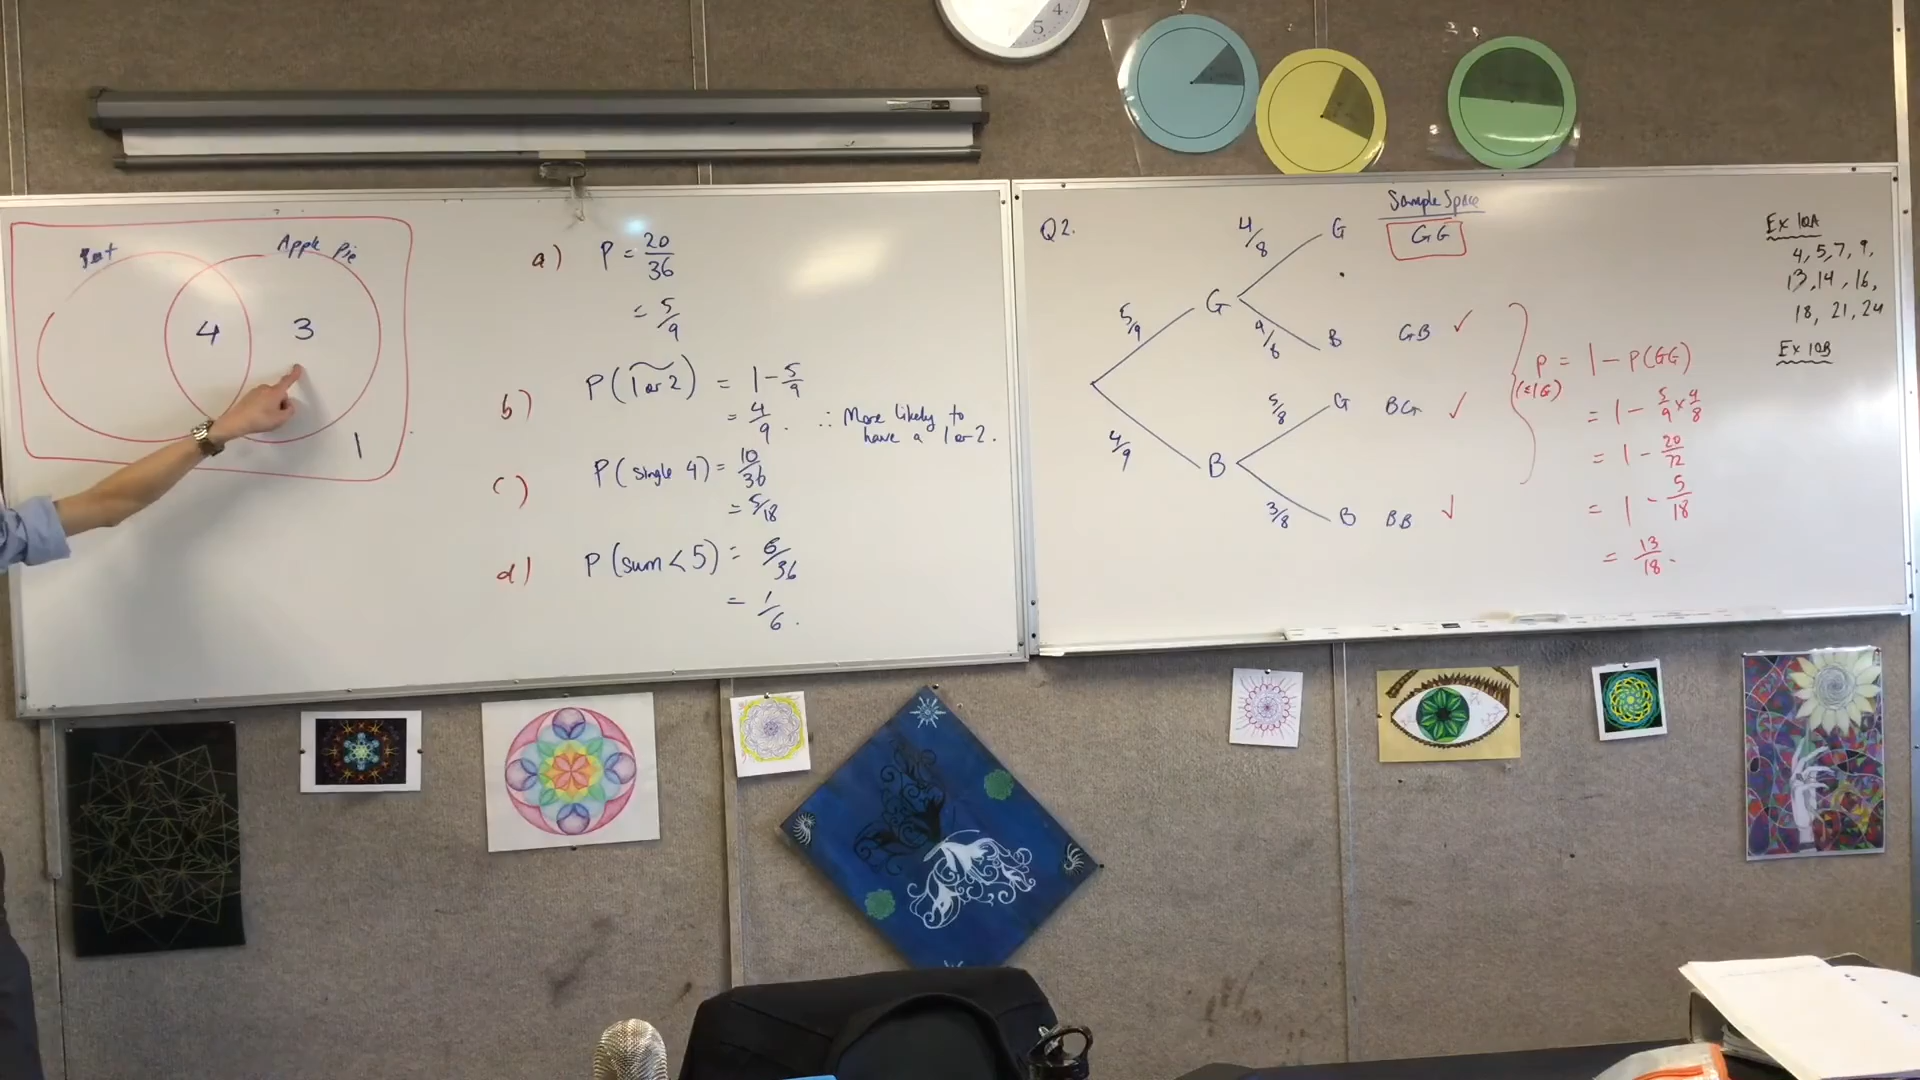 Apple Pie
4 3
1
a) P = 20/36
= 5/9
b) P(1 or 2) = 1 - 5/9
= 4/9. ∴ More likely to
have a 1 or 2.
c) P(single 4) = 10/36
= 5/18
d) P(sum < 5) = 6/36
= 1/6.
Q2.
Sample Space
5/9 G 4/8 G GG
4/8 B GB ✓
4/9 B 5/8 G BG ✓
3/8 B BB ✓
P = 1 - P(GG)
(≤1G)
= 1 - 5/9 × 4/8
= 1 - 20/72
= 1 - 5/18
= 13/18.
Ex 10A
4, 5, 7, 9,
13, 14, 16,
18, 21, 24
Ex 10B
4.
5